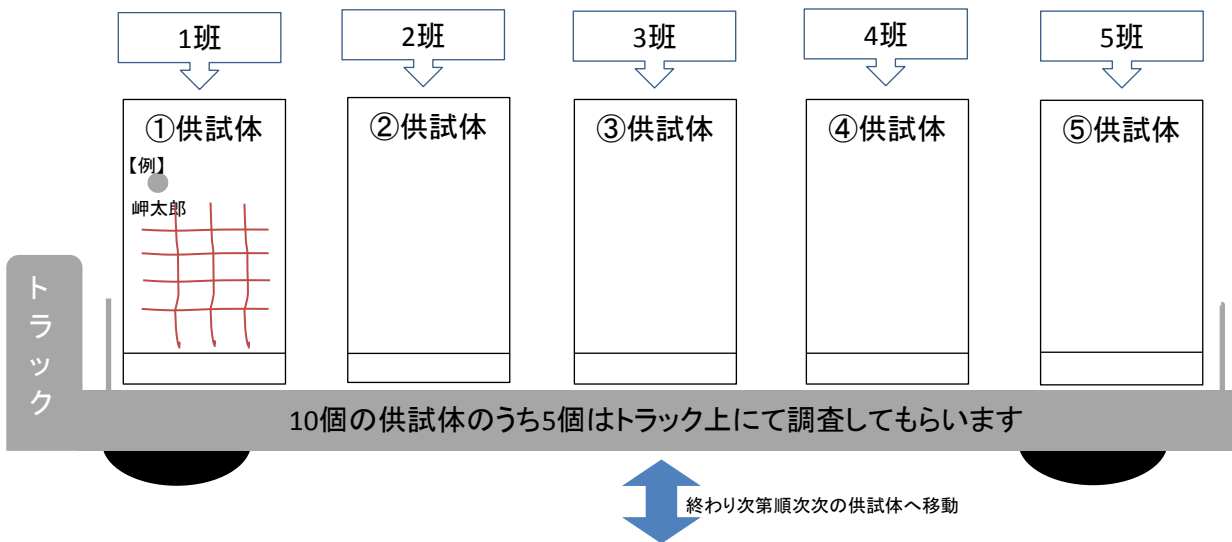 1班
2班
3班
4班
5班
①供試体
②供試体
③供試体
④供試体
⑤供試体
【例】
岬太郎
トラック
10個の供試体のうち5個はトラック上にて調査してもらいます
終わり次第順次次の供試体へ移動